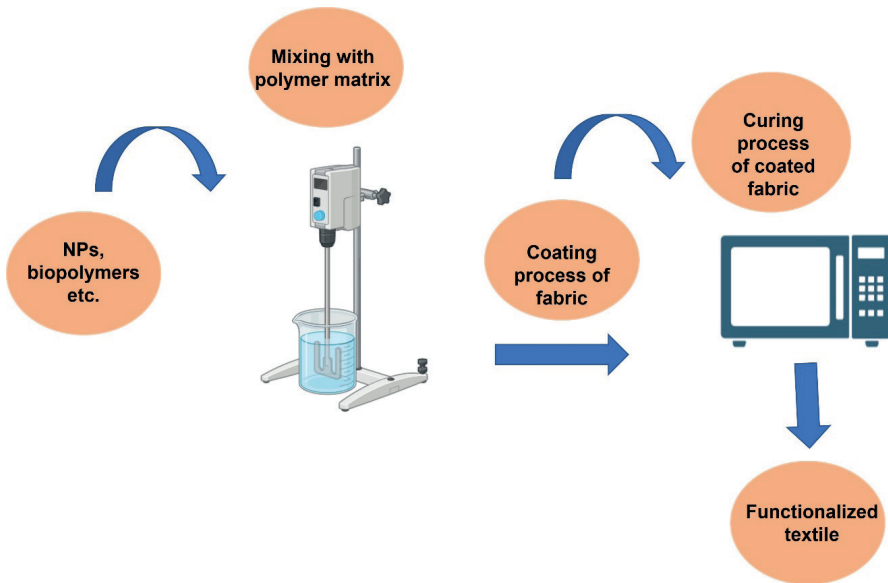 Mixing with
polymer matrix
NPs,
biopolymers
etc.
Coating
process of
fabric
Curing
process
of coated
fabric
Functionalized
textile